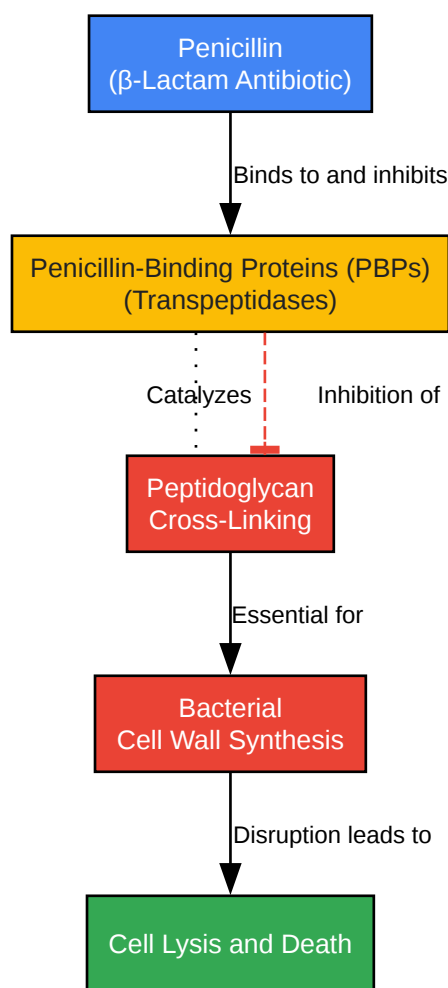 Penicillin
(β-Lactam Antibiotic)
Binds to and inhibits
Penicillin-Binding Proteins (PBPs)
(Transpeptidases)
Catalyzes
Inhibition of
Peptidoglycan
Cross-Linking
Essential for
Bacterial
Cell Wall Synthesis
Disruption leads to
Cell Lysis and Death